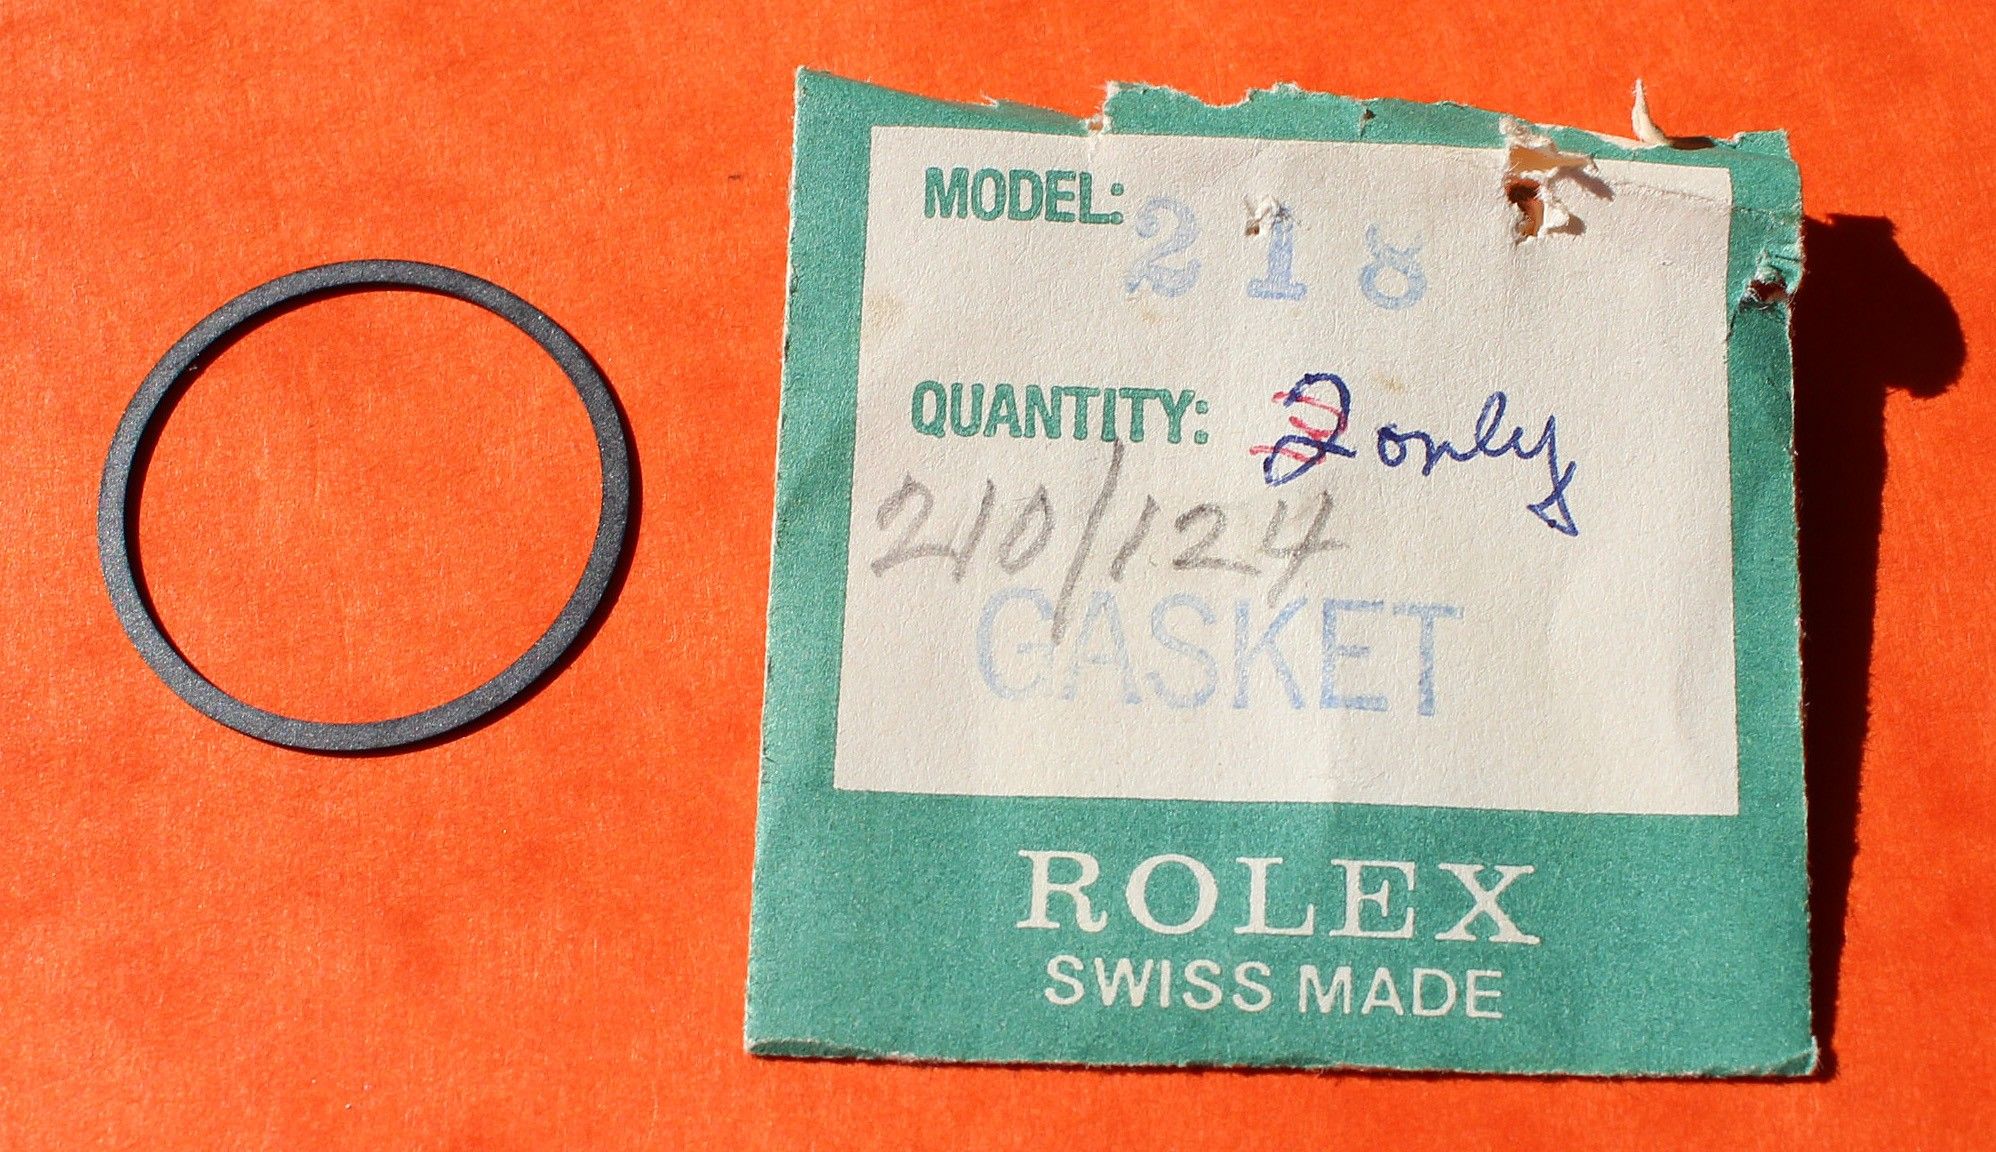 MODEL: 218
QUANTITY: 2 only
210/124
GASKET
ROLEX
SWISS MADE